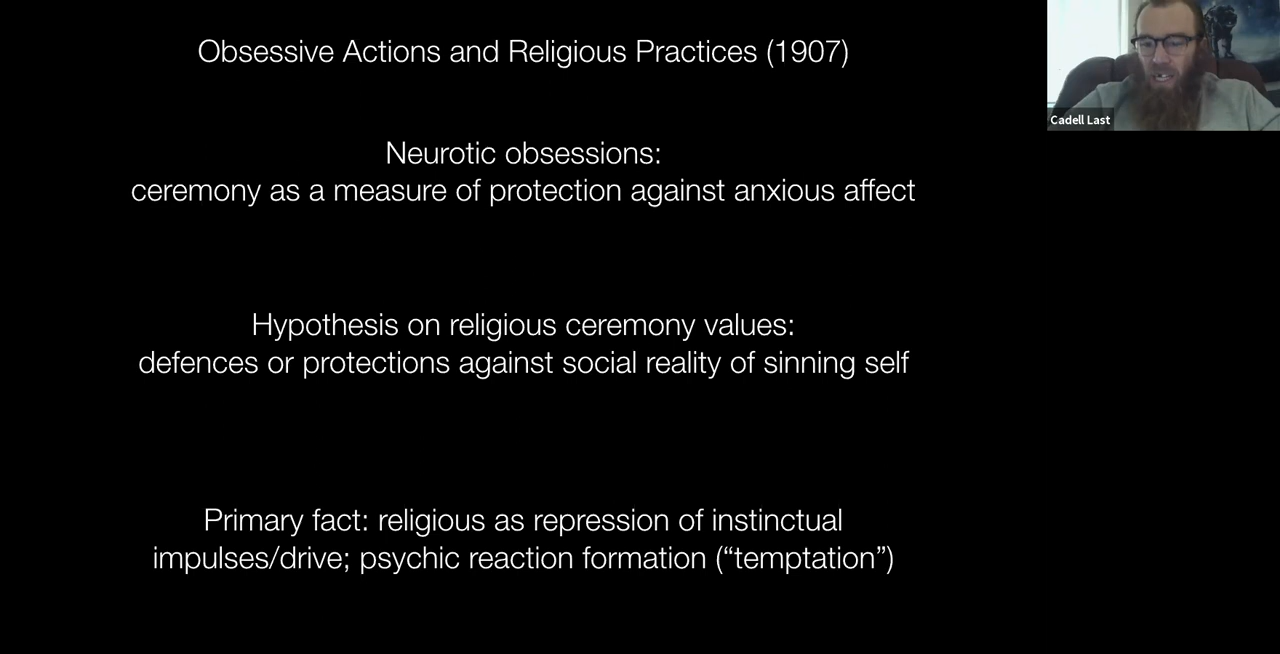 Obsessive Actions and Religious Practices (1907)
Cadell Last
Neurotic obsessions:
ceremony as a measure of protection against anxious affect
Hypothesis on religious ceremony values:
defences or protections against social reality of sinning self
Primary fact: religious as repression of instinctual
impulses/drive; psychic reaction formation (“temptation”)